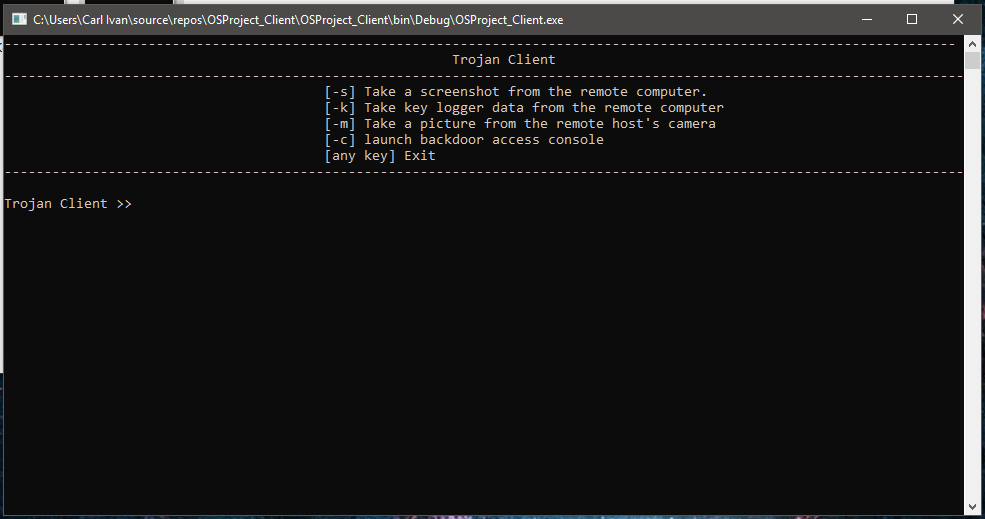 C:\Users\Carl Ivan\source\repos\OSProject_Client\OSProject_Client\bin\Debug\OSProject_Client.exe
Trojan Client
[-s] Take a screenshot from the remote computer.
[-k] Take key logger data from the remote computer
[-m] Take a picture from the remote host's camera
[-c] launch backdoor access console
[any key] Exit
Trojan Client >>